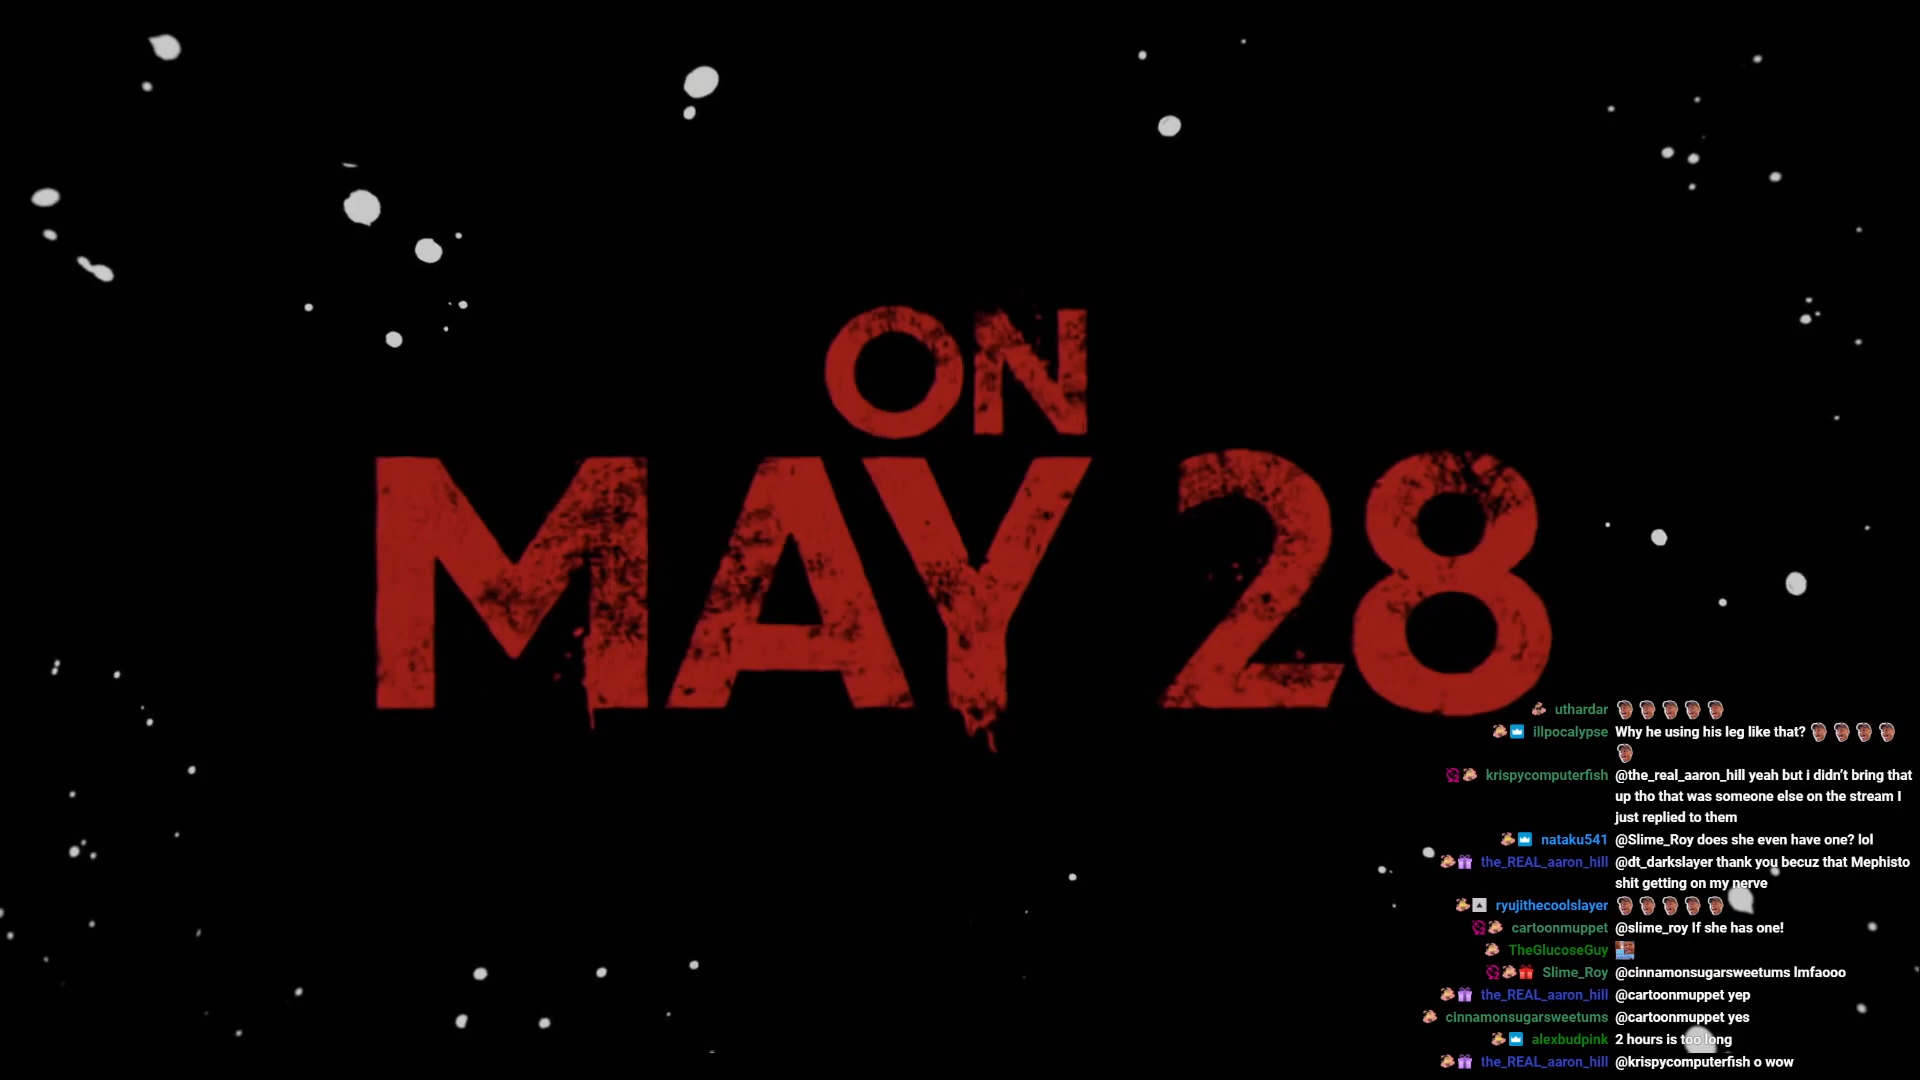 ON
MAY 28
uthardar
illpocalypse Why he using his leg like that?
krispycomputerfish @the_real_aaron_hill yeah but i didn't bring that
up tho that was someone else on the stream I
just replied to them
nataku541 @Slime_Roy does she even have one? lol
the_REAL_aaron_hill @dt_darkslayer thank you becuz that Mephisto
shit getting on my nerve
ryujithecoolslayer
cartoonmuppet @slime_roy If she has one!
TheGlucoseGuy
Slime_Roy @cinnamonsugarsweetums lmfaooo
the_REAL_aaron_hill @cartoonmuppet yep
cinnamonsugarsweetums @cartoonmuppet yes
alexbudpink 2 hours is too long
the_REAL_aaron_hill @krispycomputerfish o wow